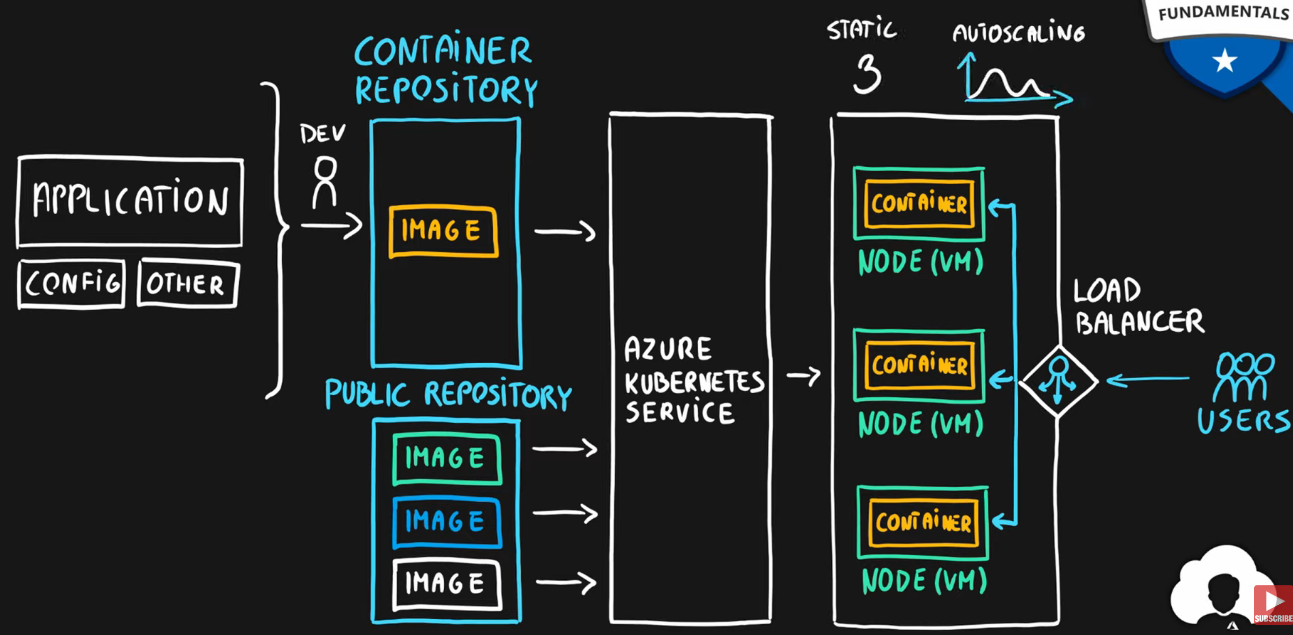 FUNDAMENTALS
STATIC
3
AUTOSCALING
CONTAINER
REPOSITORY
DEV
APPLICATION
CONFIG
OTHER
IMAGE
PUBLIC REPOSITORY
IMAGE
IMAGE
IMAGE
AZURE
KUBERNETES
SERVICE
CONTAINER
NODE (VM)
CONTAINER
NODE (VM)
CONTAINER
NODE (VM)
LOAD
BALANCER
USERS
SUBSCRIBE